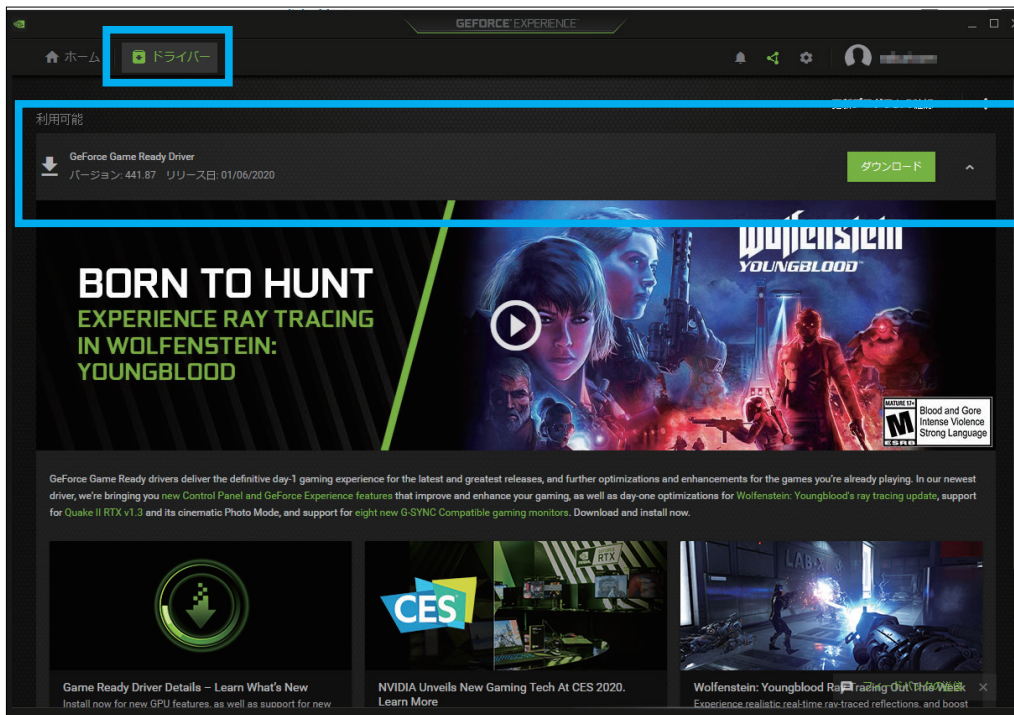 GEFORCE EXPERIENCE
ホーム
ドライバー
利用可能
GeForce Game Ready Driver
バージョン: 441.87 リリース日: 01/06/2020
ダウンロード
Wolfenstein
YOUNGBLOOD
BORN TO HUNT
EXPERIENCE RAY TRACING
IN WOLFENSTEIN:
YOUNGBLOOD
MATURE 17+
M
ESRB
Blood and Gore
Intense Violence
Strong Language
GeForce Game Ready drivers deliver the definitive day-1 gaming experience for the latest and greatest releases, and further optimizations and enhancements for the games you're already playing. In our newest
driver, we're bringing you new Control Panel and GeForce Experience features that improve and enhance your gaming, as well as day-one optimizations for Wolfenstein: Youngblood's ray tracing update, support
for Quake II RTX v1.3 and its cinematic Photo Mode, and support for eight new G-SYNC Compatible gaming monitors. Download and install now.
RTX
CES
LAB-X
Game Ready Driver Details – Learn What's New
Install now for new GPU features, as well as support for new
NVIDIA Unveils New Gaming Tech At CES 2020.
Learn More
Wolfenstein: Youngblood Ray Tracing Out This Week
Experience realistic real-time ray-traced reflections, and boost